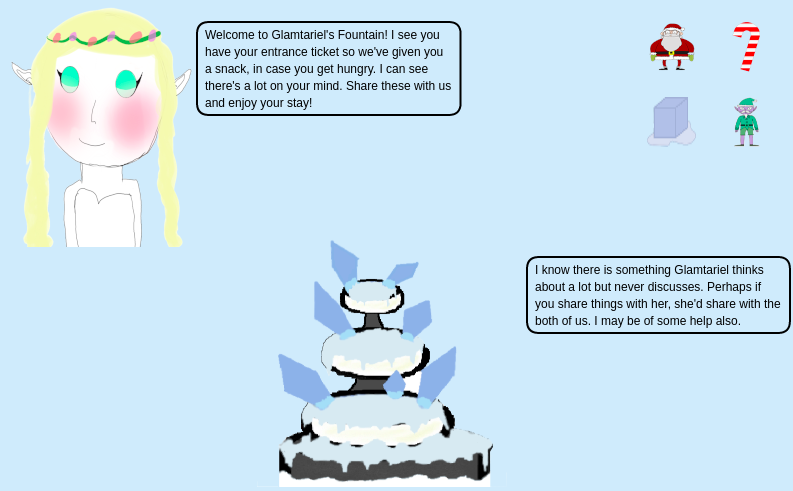 Welcome to Glamtariel's Fountain! I see you
have your entrance ticket so we've given you
a snack, in case you get hungry. I can see
there's a lot on your mind. Share these with us
and enjoy your stay!
I know there is something Glamtariel thinks
about a lot but never discusses. Perhaps if
you share things with her, she'd share with the
both of us. I may be of some help also.